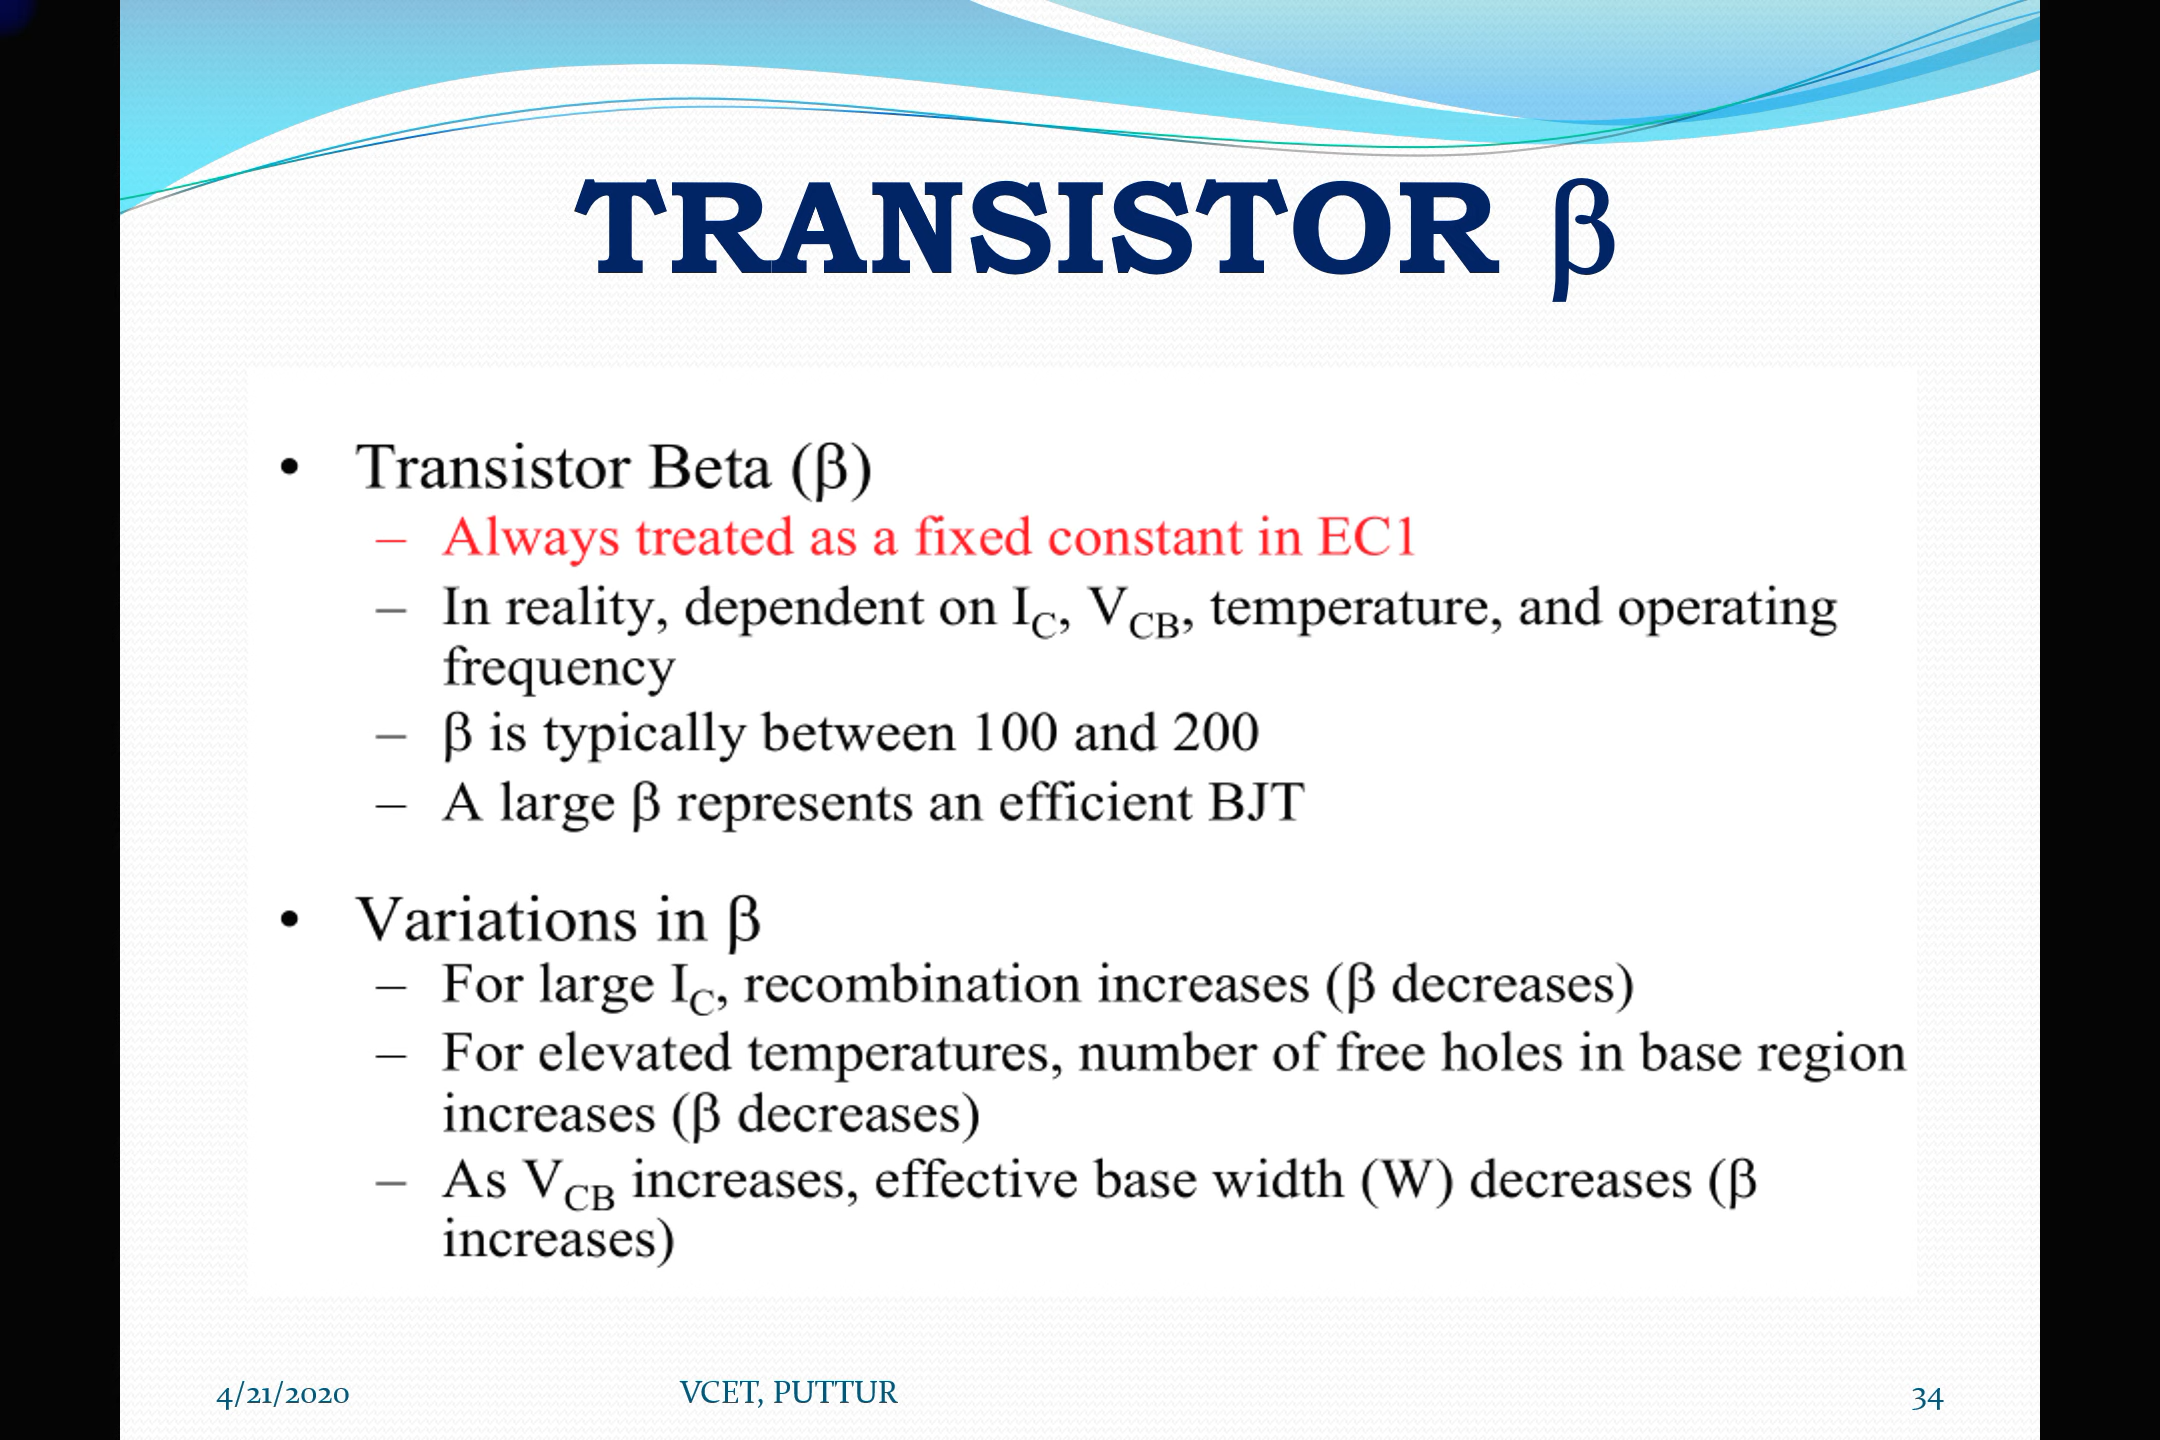 TRANSISTOR β
• Transistor Beta (β)
– Always treated as a fixed constant in EC1
– In reality, dependent on I_C, V_CB, temperature, and operating
frequency
– β is typically between 100 and 200
– A large β represents an efficient BJT
• Variations in β
– For large I_C, recombination increases (β decreases)
– For elevated temperatures, number of free holes in base region
increases (β decreases)
– As V_CB increases, effective base width (W) decreases (β
increases)
4/21/2020 VCET, PUTTUR 34